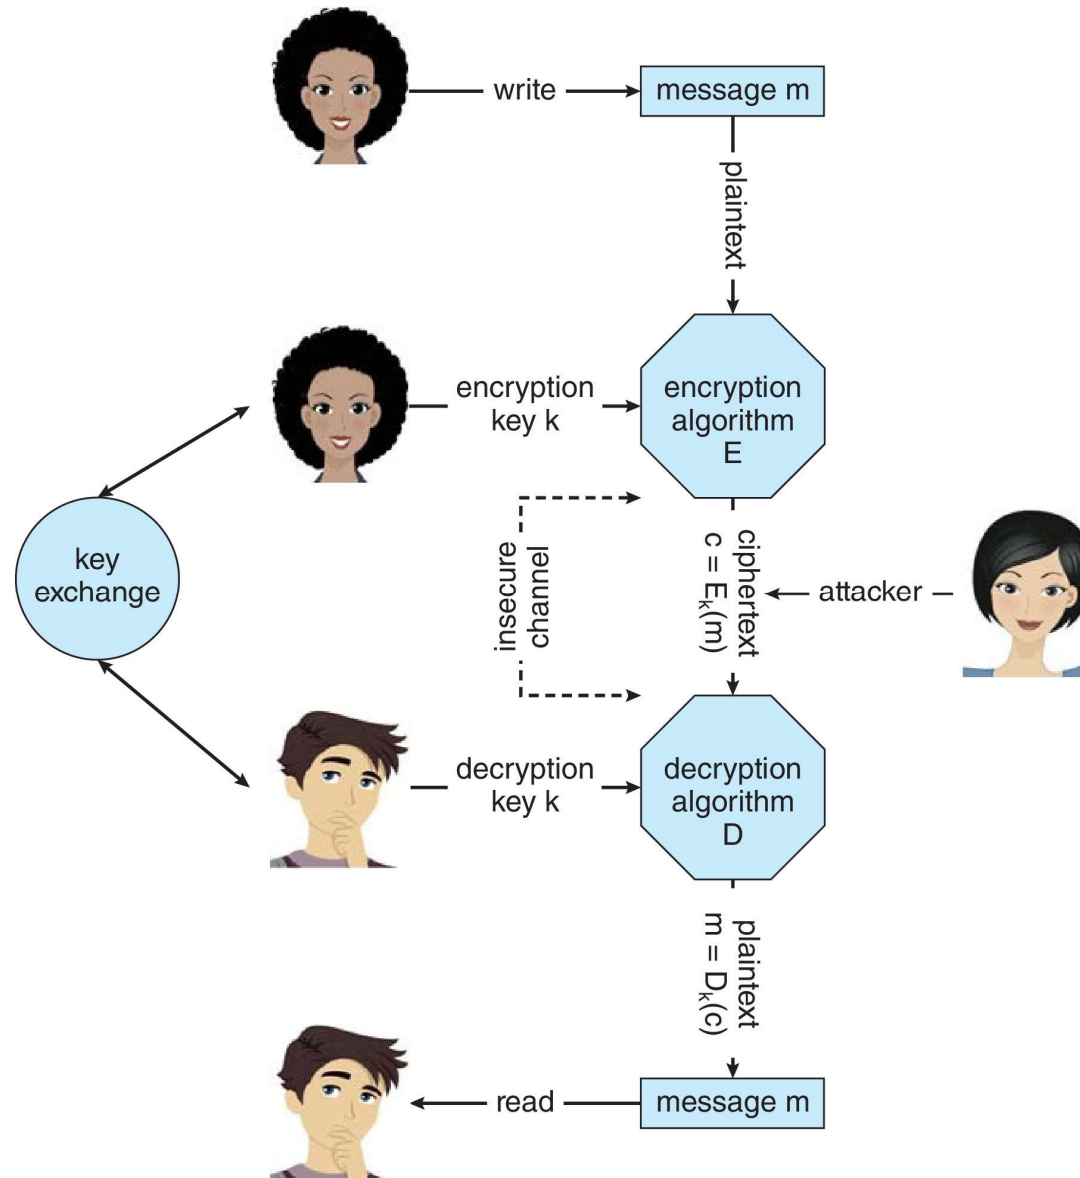 write
message m
plaintext
encryption
key k
encryption
algorithm
E
key
exchange
insecure
channel
ciphertext
c = Eₖ(m)
attacker
decryption
key k
decryption
algorithm
D
plaintext
m = Dₖ(c)
read
message m